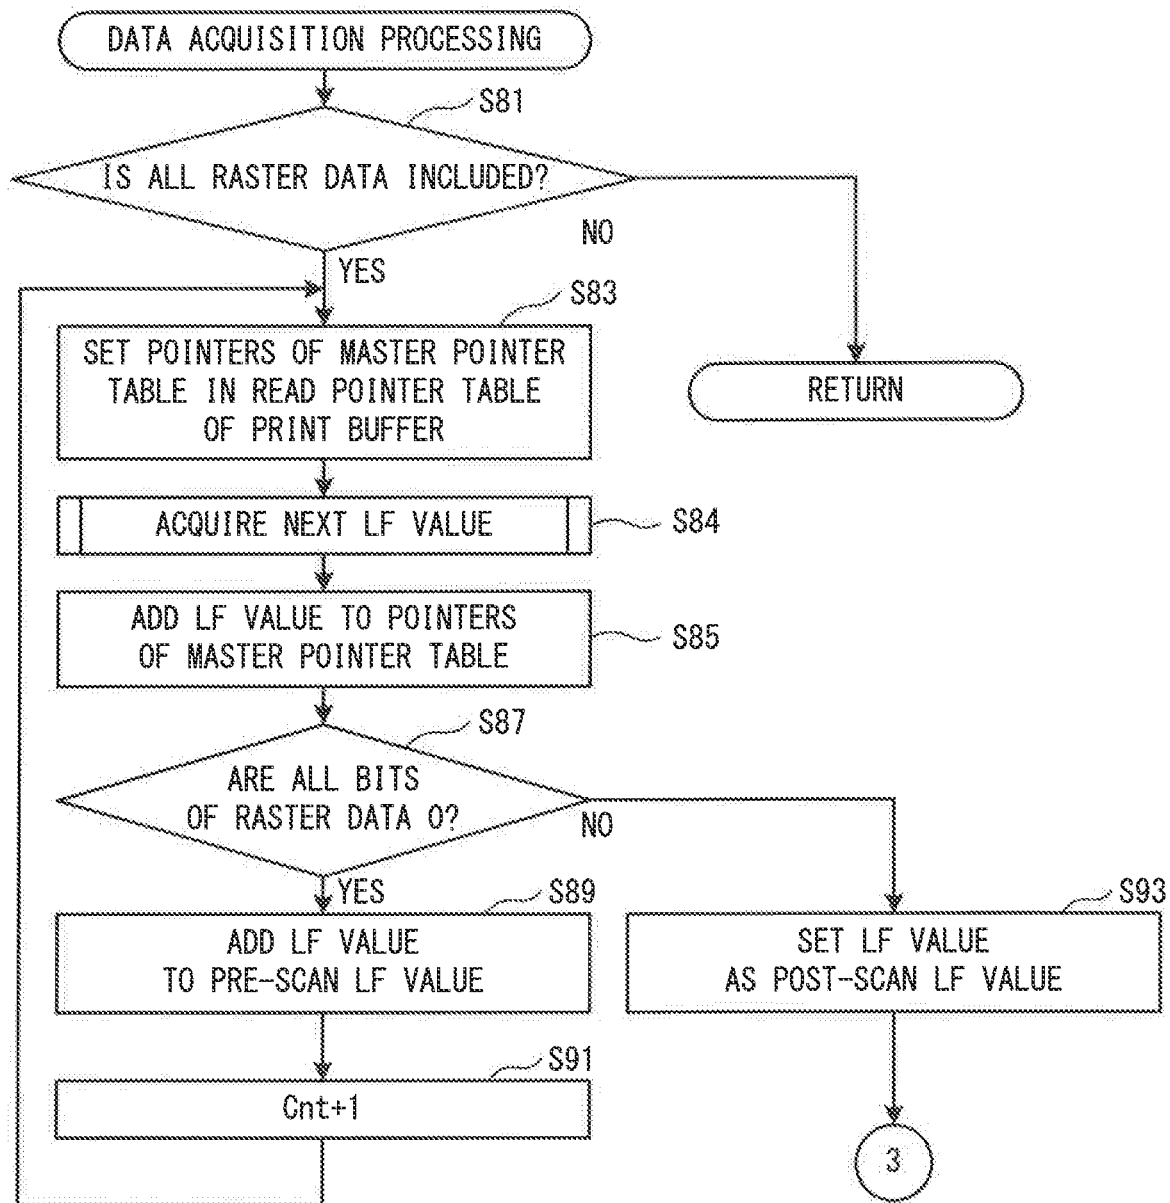 DATA ACQUISITION PROCESSING
S81
IS ALL RASTER DATA INCLUDED?
NO
YES
S83
SET POINTERS OF MASTER POINTER
TABLE IN READ POINTER TABLE
OF PRINT BUFFER
RETURN
ACQUIRE NEXT LF VALUE
S84
ADD LF VALUE TO POINTERS
OF MASTER POINTER TABLE
S85
S87
ARE ALL BITS
OF RASTER DATA 0?
NO
YES
S89
ADD LF VALUE
TO PRE-SCAN LF VALUE
S93
SET LF VALUE
AS POST-SCAN LF VALUE
S91
Cnt+1
3